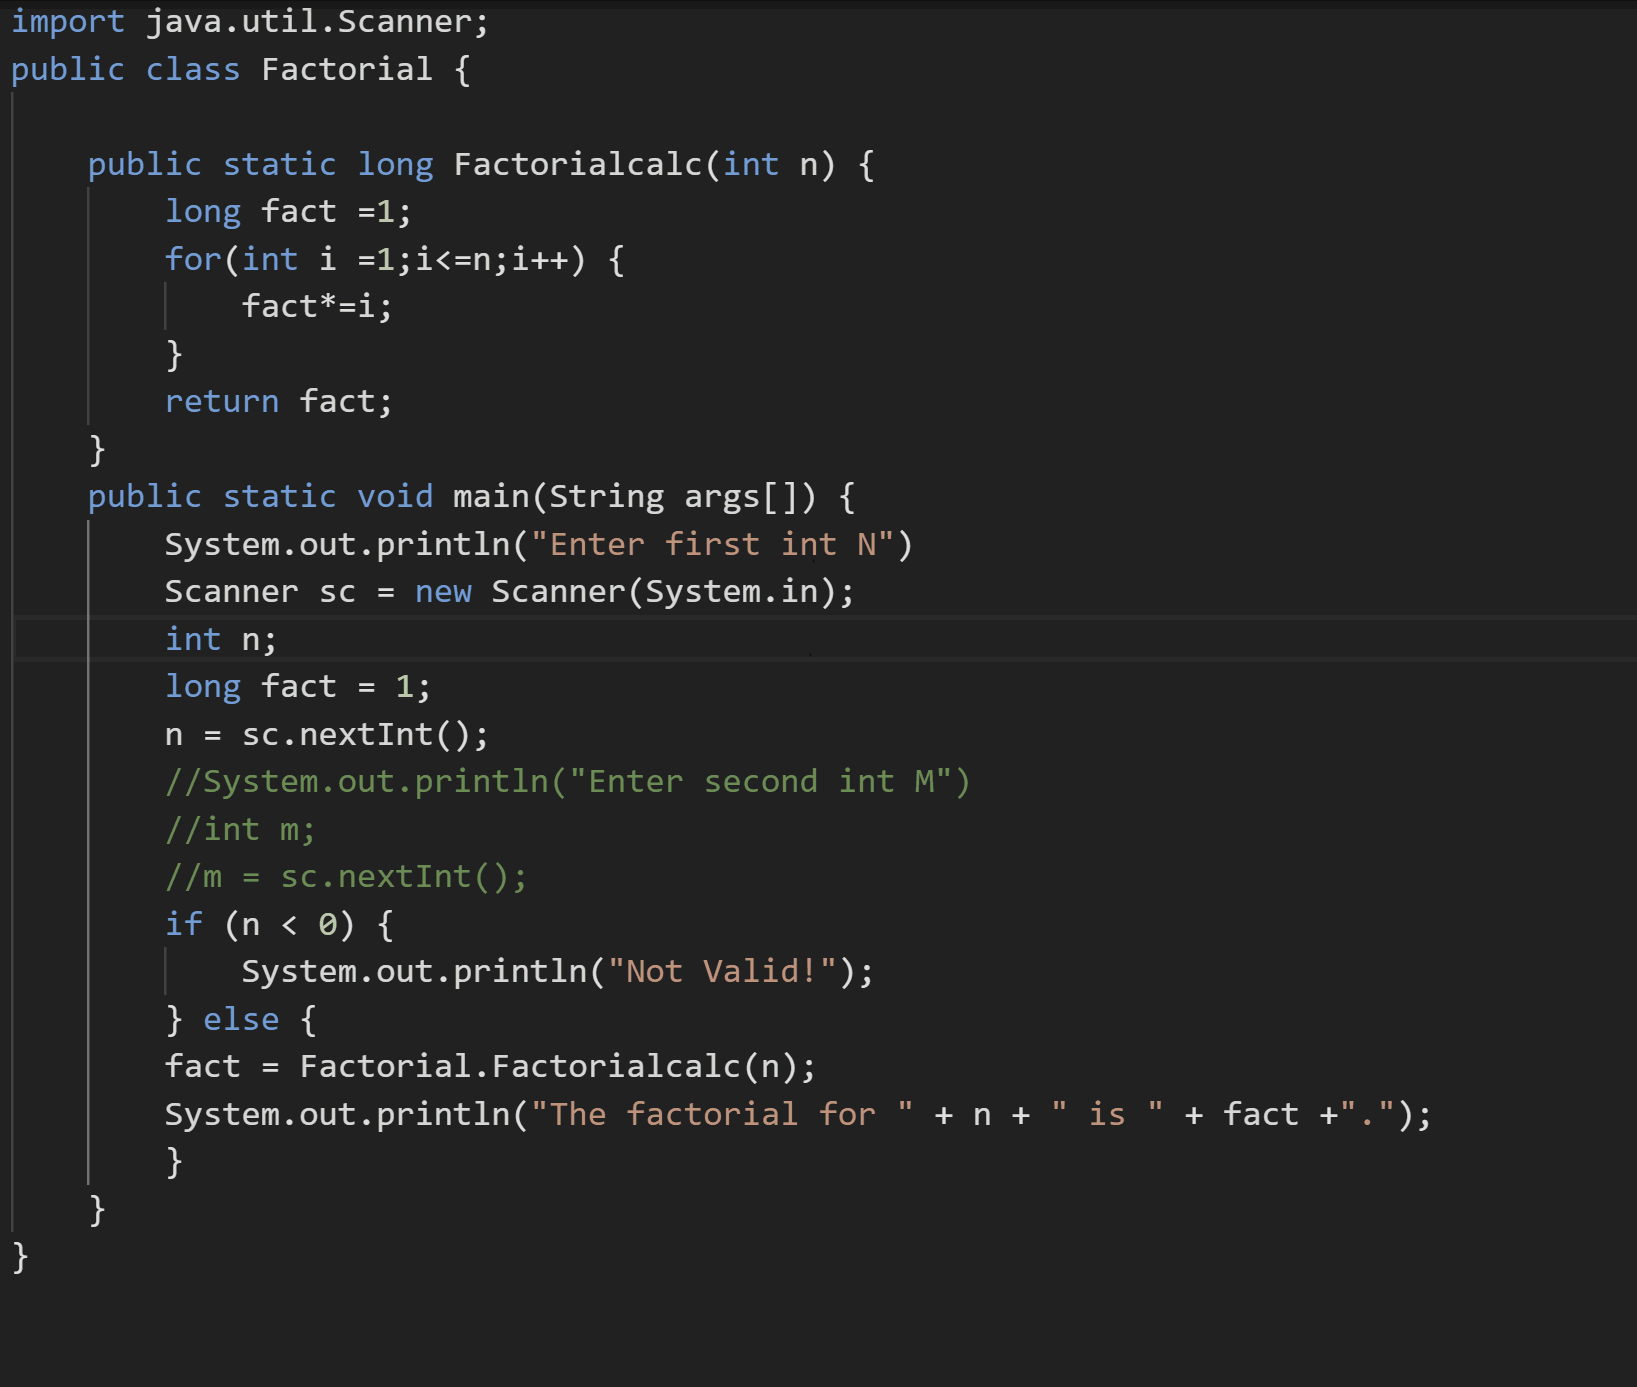 import java.util.Scanner;
public class Factorial {
public static long Factorialcalc(int n) {
long fact =1;
for(int i =1;i<=n;i++) {
fact*=i;
}
return fact;
}
public static void main(String args[]) {
System.out.println("Enter first int N")
Scanner sc = new Scanner(System.in);
int n;
long fact = 1;
n = sc.nextInt();
//System.out.println("Enter second int M")
//int m;
//m = sc.nextInt();
if (n < 0) {
System.out.println("Not Valid!");
} else {
fact = Factorial.Factorialcalc(n);
System.out.println("The factorial for " + n + " is " + fact +".");
}
}
}